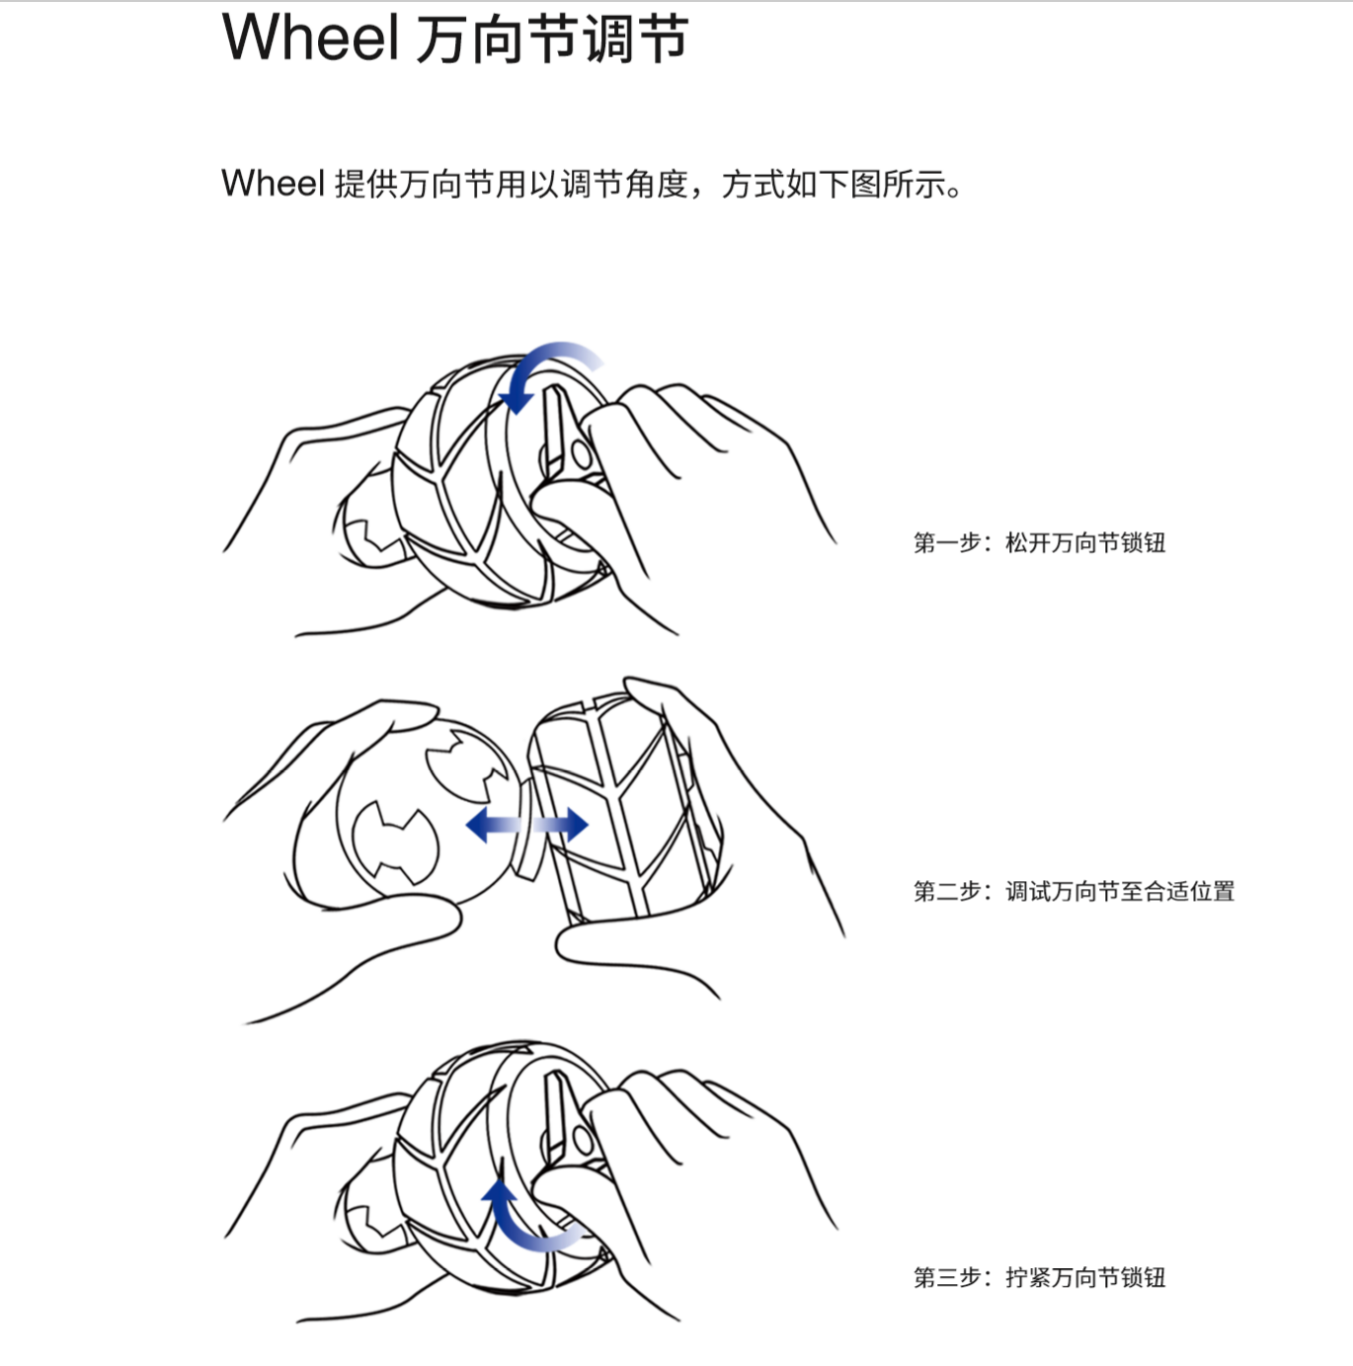 Wheel 万向节调节
Wheel 提供万向节用以调节角度，方式如下图所示。
第一步：松开万向节锁钮
第二步：调试万向节至合适位置
第三步：拧紧万向节锁钮